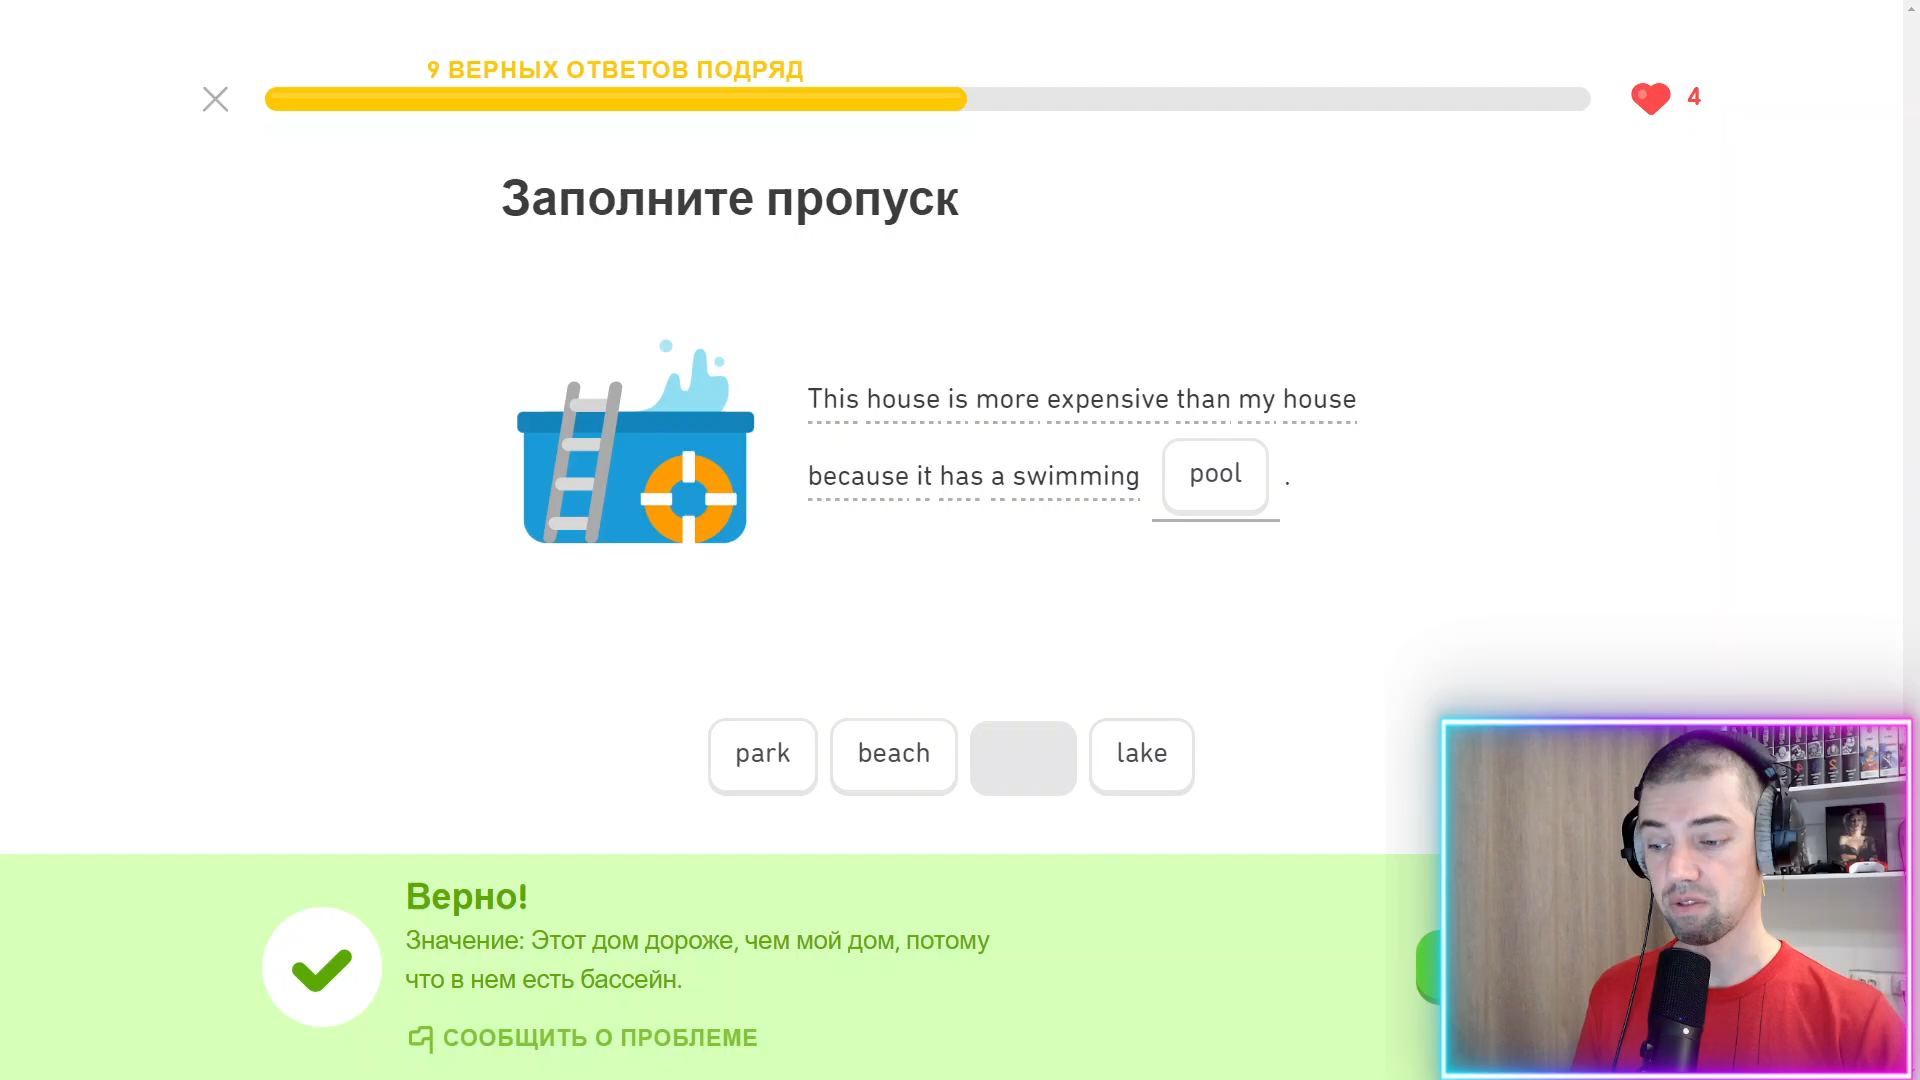 9 ВЕРНЫХ ОТВЕТОВ ПОДРЯД
4
Заполните пропуск
This house is more expensive than my house
because it has a swimming pool .
park beach lake
Верно!
Значение: Этот дом дороже, чем мой дом, потому
что в нем есть бассейн.
СООБЩИТЬ О ПРОБЛЕМЕ